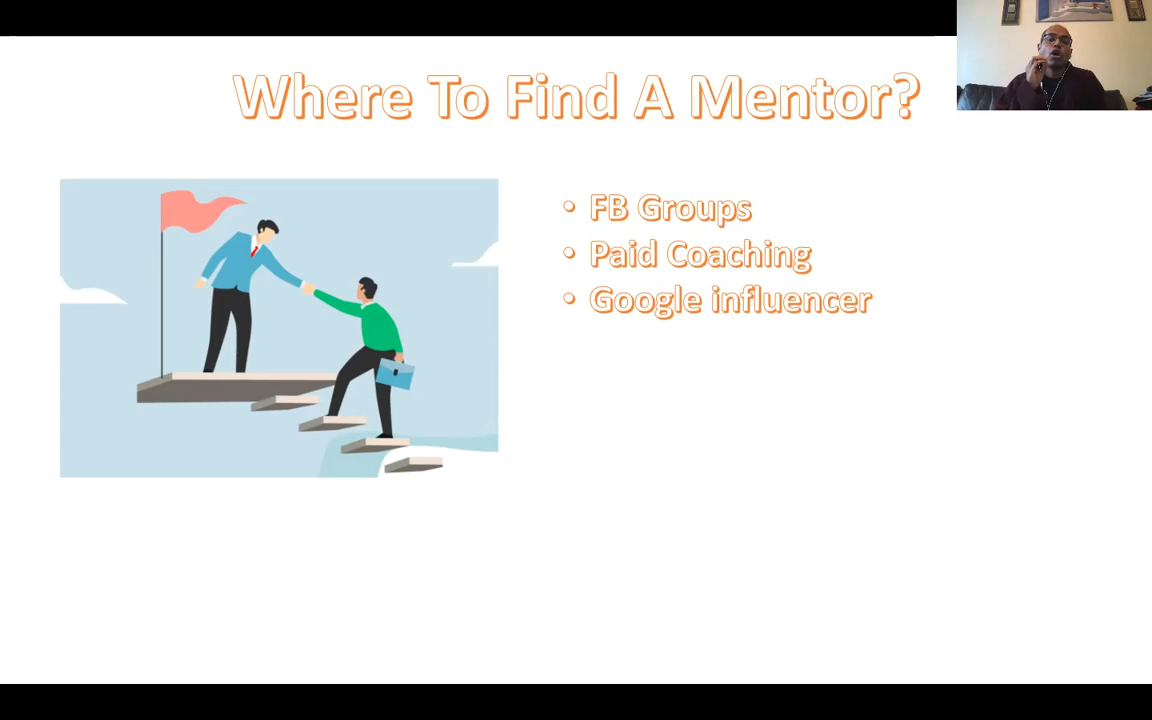 Where To Find A Mentor?
• FB Groups
• Paid Coaching
• Google influencer